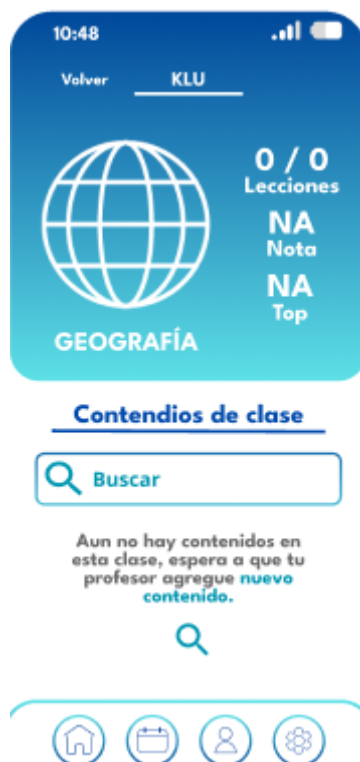 10:48
Volver KLU
0 / 0
Lecciones
NA
Nota
NA
Top
GEOGRAFÍA
Contendios de clase
Buscar
Aun no hay contenidos en
esta clase, espera a que tu
profesor agregue nuevo
contenido.